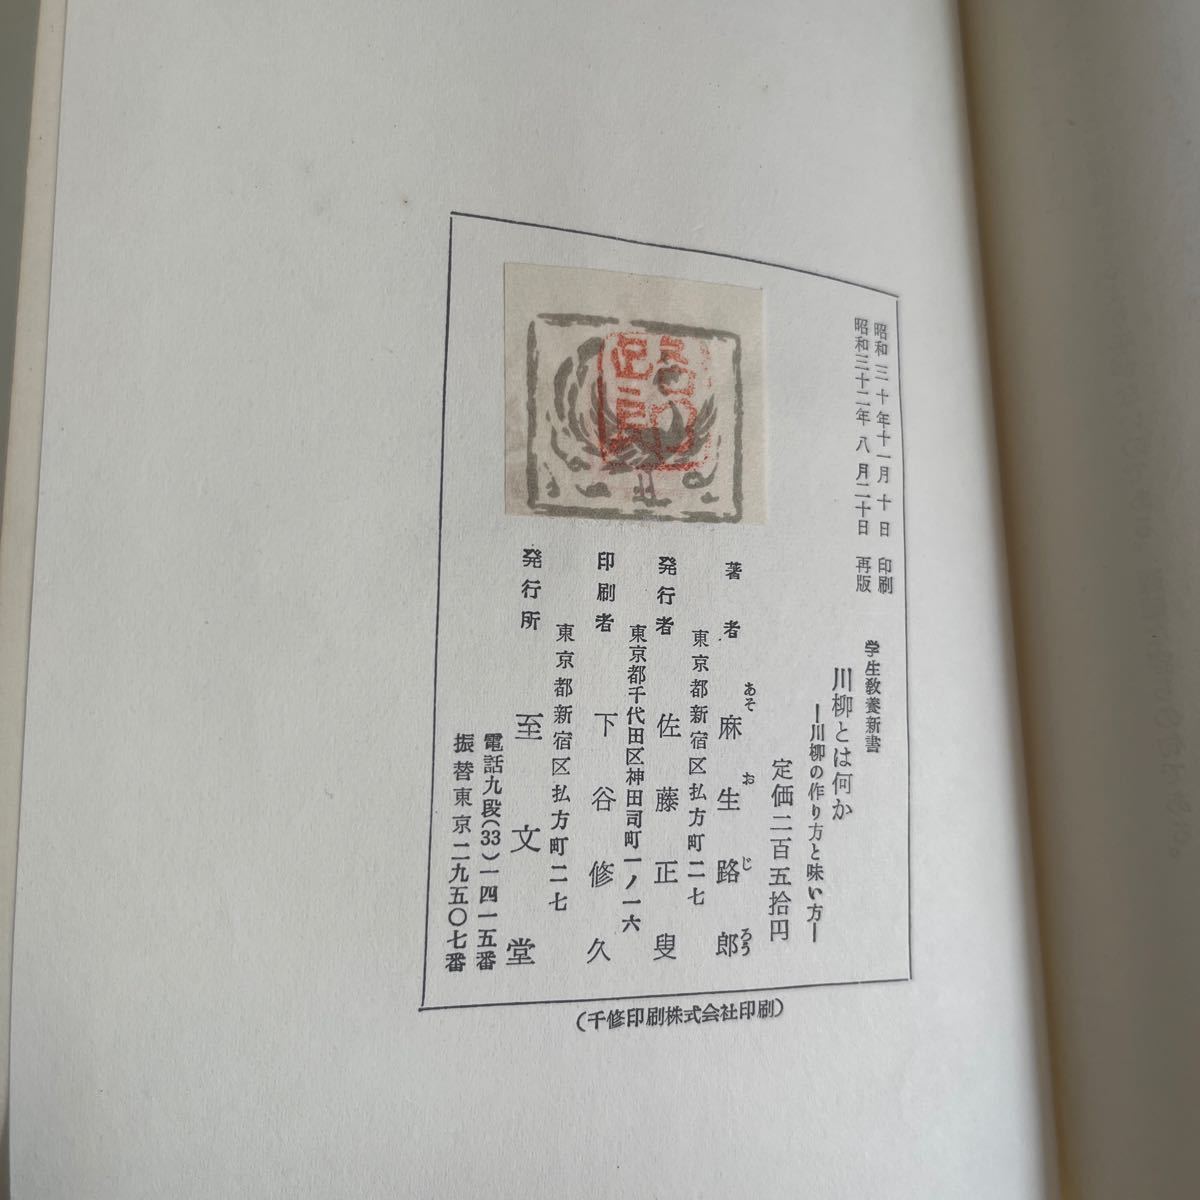 昭和三十年十一月十日 印刷
昭和三十二年八月二十日 再版
学生教養新書
川柳とは何か
―川柳の作り方と味い方―
定価二百五拾円
著者 麻生路郎
あそ お じ ろう
東京都新宿区払方町二七
発行者 佐藤正叟
東京都千代田区神田司町一ノ一六
印刷者 下谷修久
東京都新宿区払方町二七
発行所 至文堂
電話九段(33)一四一五番
振替東京二九五〇七番
(千修印刷株式会社印刷)